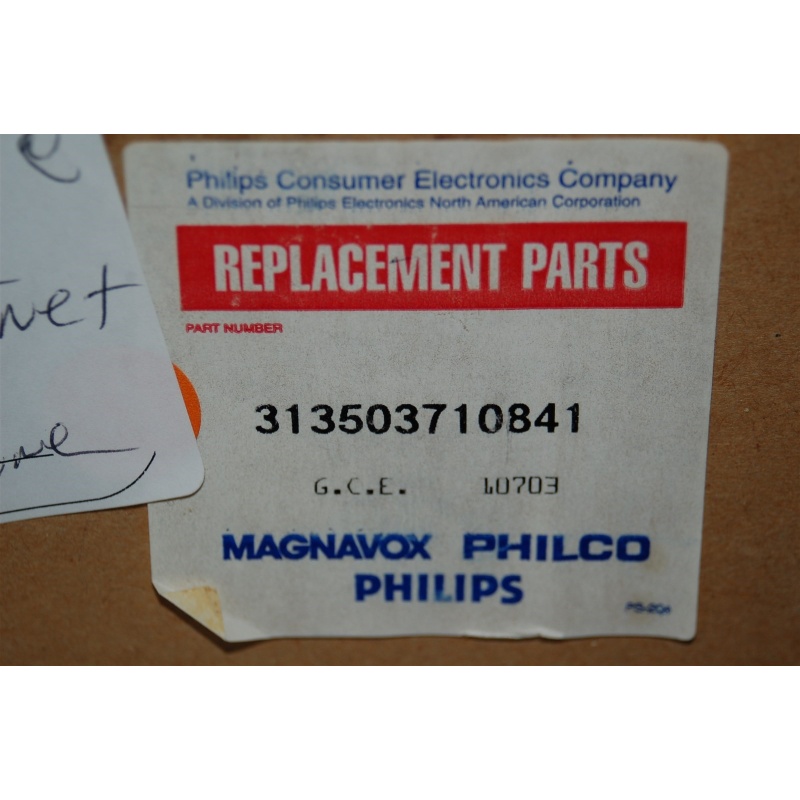 Philips Consumer Electronics Company
A Division of Philips Electronics North American Corporation
REPLACEMENT PARTS
PART NUMBER
313503710841
G.C.E. 10703
MAGNAVOX PHILCO
PHILIPS